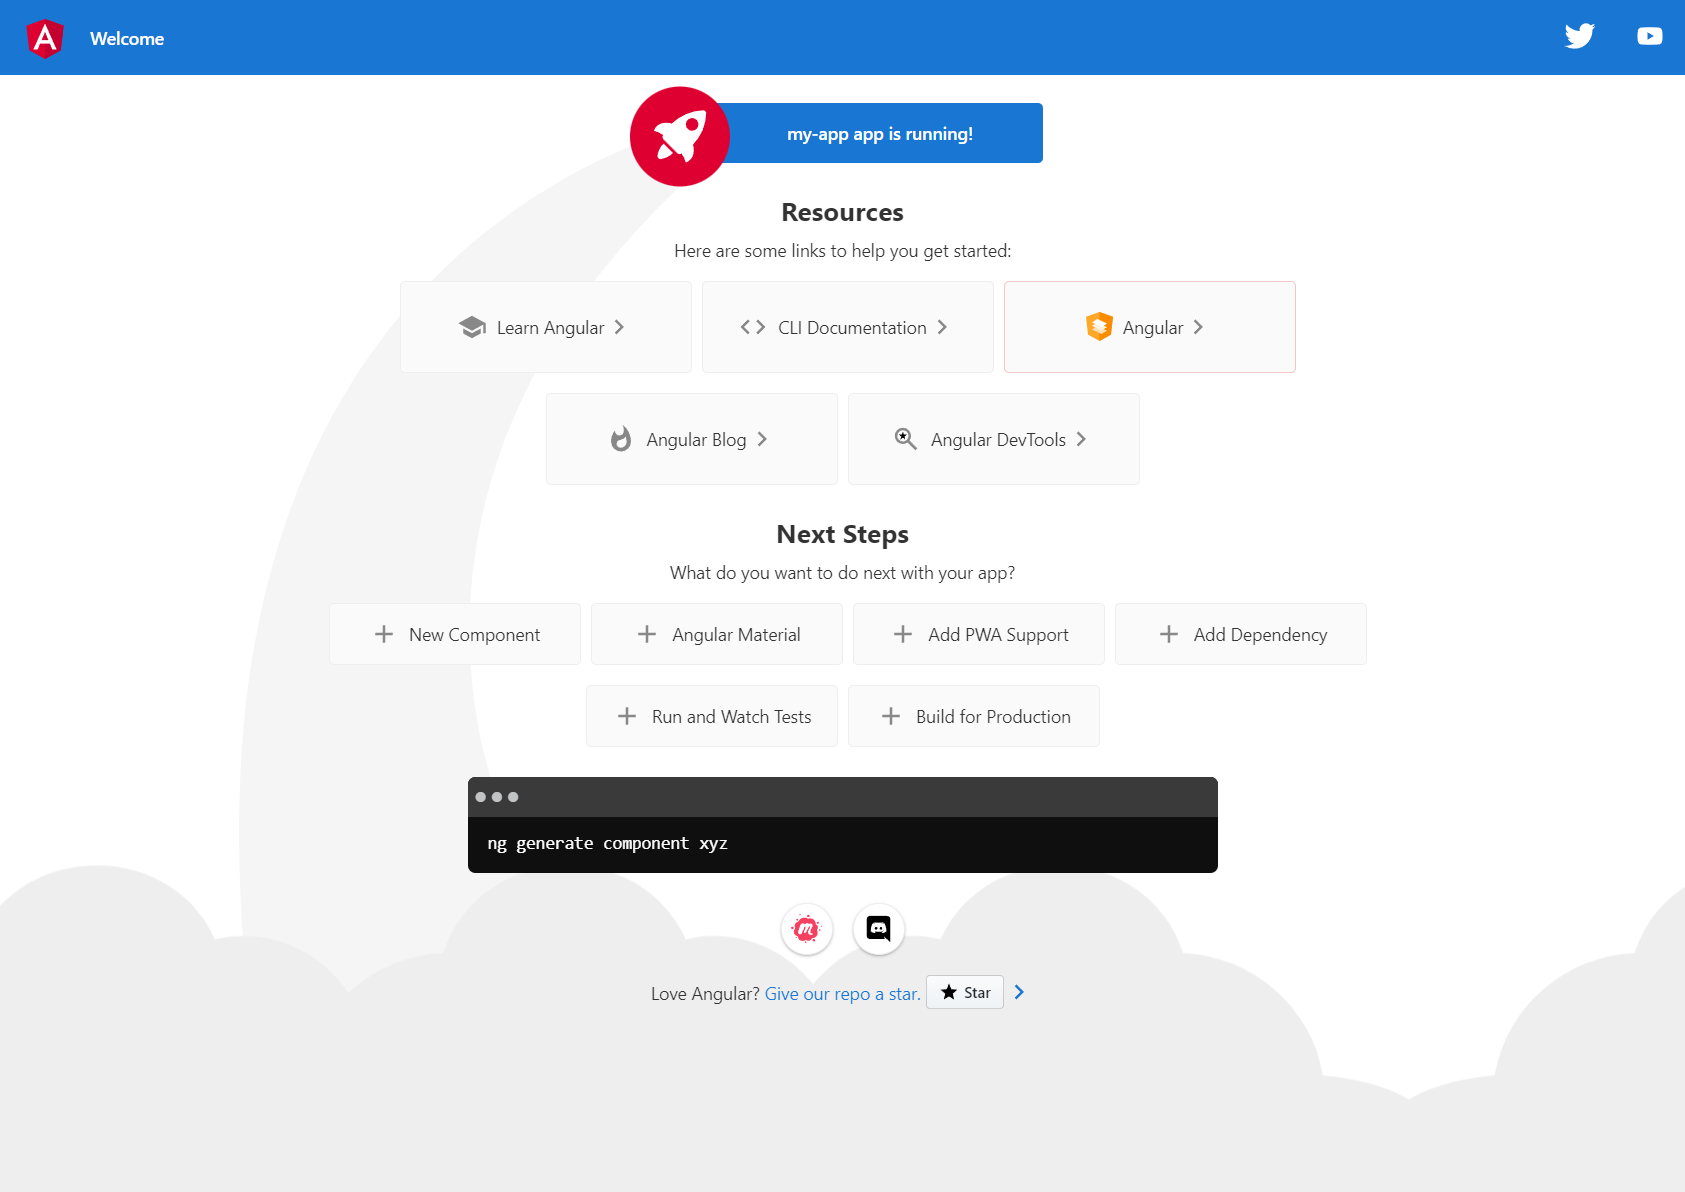 Welcome
my-app app is running!
Resources
Here are some links to help you get started:
Learn Angular
CLI Documentation
Angular
Angular Blog
Angular DevTools
Next Steps
What do you want to do next with your app?
New Component
Angular Material
Add PWA Support
Add Dependency
Run and Watch Tests
Build for Production
ng generate component xyz
Love Angular? Give our repo a star. Star